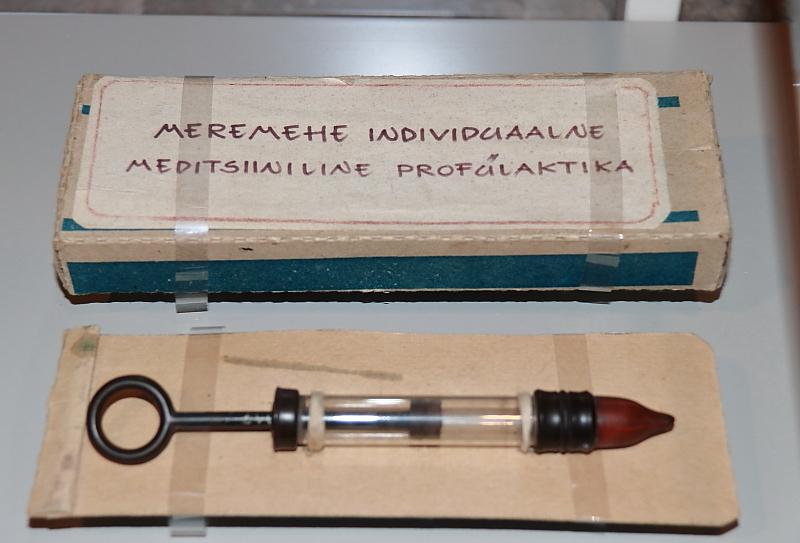 MEREMEHE INDIVIDUAALNE
MEDITSIINILINE PROFÜLAKTIKA